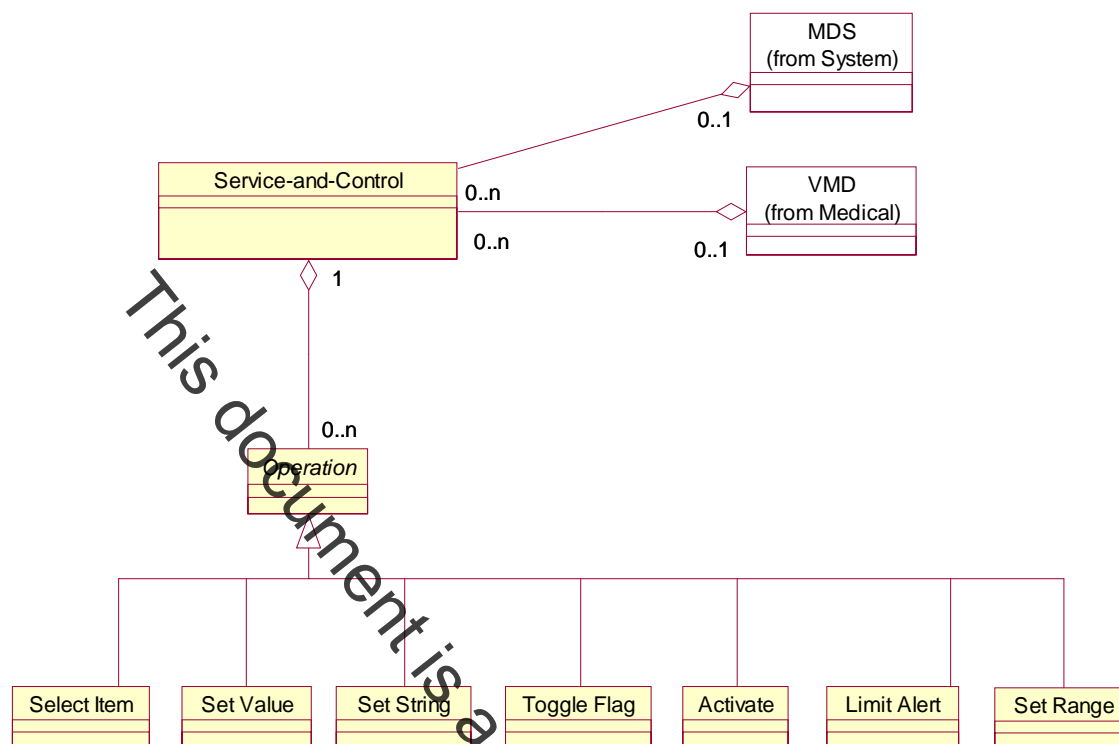 MDS
(from System)
0..1
Service-and-Control
0..n
VMD
(from Medical)
0..n
0..1
1
This document is a
0..n
Operation
Select Item
Set Value
Set String
Toggle Flag
Activate
Limit Alert
Set Range